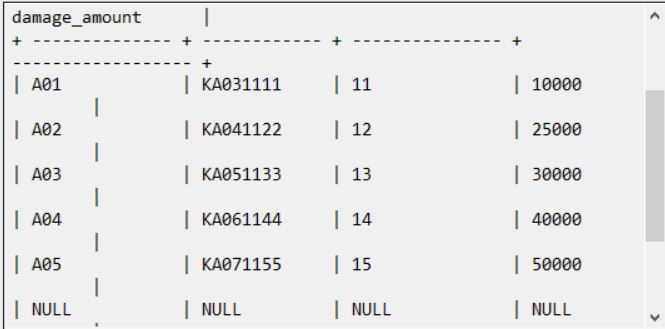 damage_amount |
+ -------------- + ------------ + --------------- +
------------------ +
| A01 | KA031111 | 11 | 10000
|
| A02 | KA041122 | 12 | 25000
|
| A03 | KA051133 | 13 | 30000
|
| A04 | KA061144 | 14 | 40000
|
| A05 | KA071155 | 15 | 50000
|
| NULL | NULL | NULL | NULL